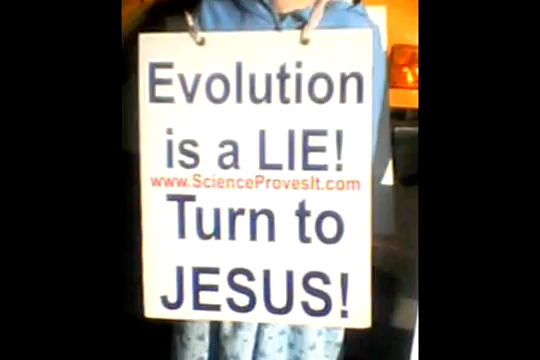 Evolution
is a LIE!
www.ScienceProvesIt.com
Turn to
JESUS!